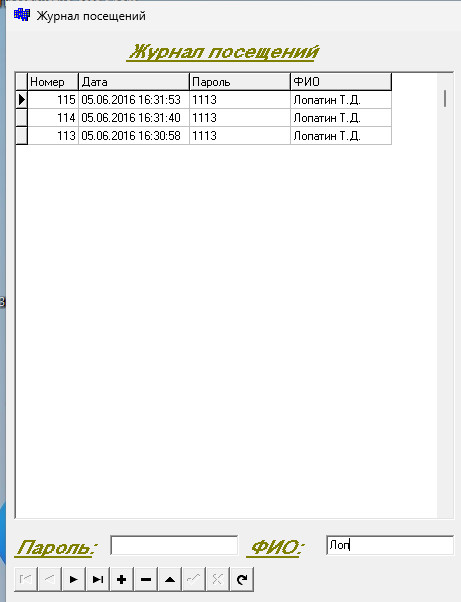 Журнал посещений
Журнал посещений
Номер Дата Пароль ФИО
115 05.06.2016 16:31:53 1113 Лопатин Т.Д.
114 05.06.2016 16:31:40 1113 Лопатин Т.Д.
113 05.06.2016 16:30:58 1113 Лопатин Т.Д.
Пароль: ФИО: Лоп